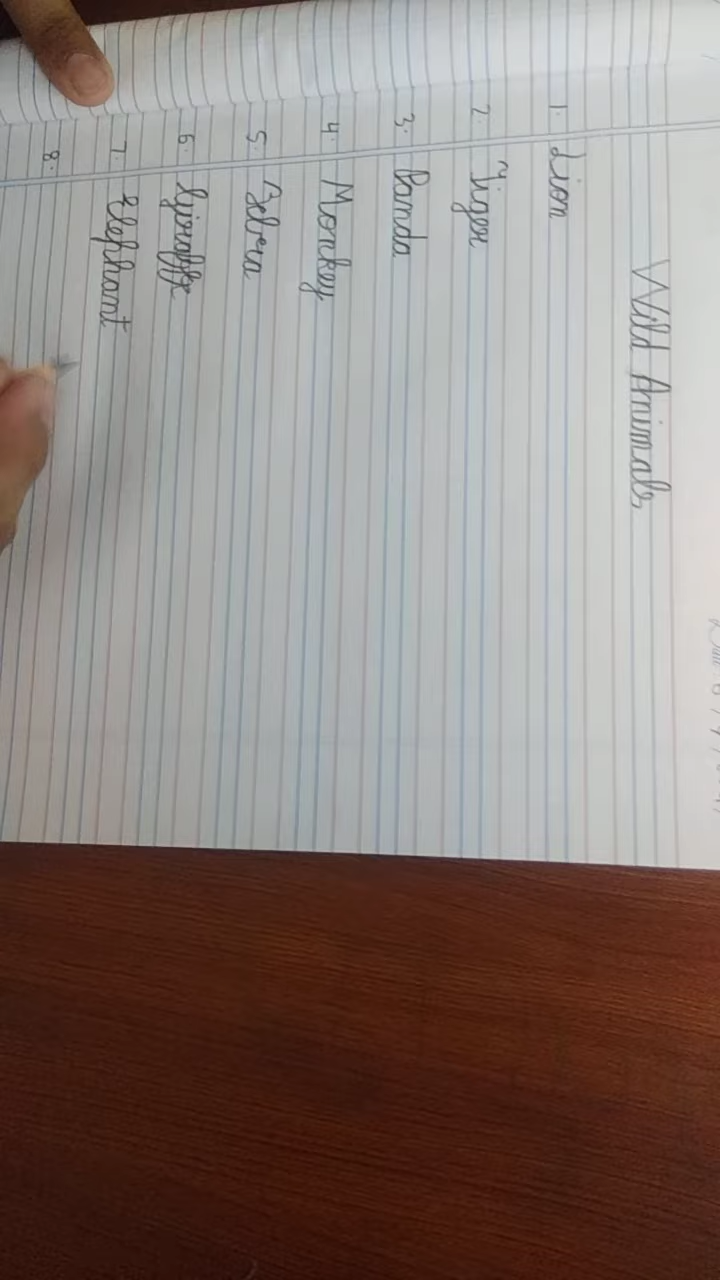 Wild Animals
1. Lion
2. Tiger
3. Panda
4. Monkey
5. Zebra
6. Giraffe
7. Elephant
8.